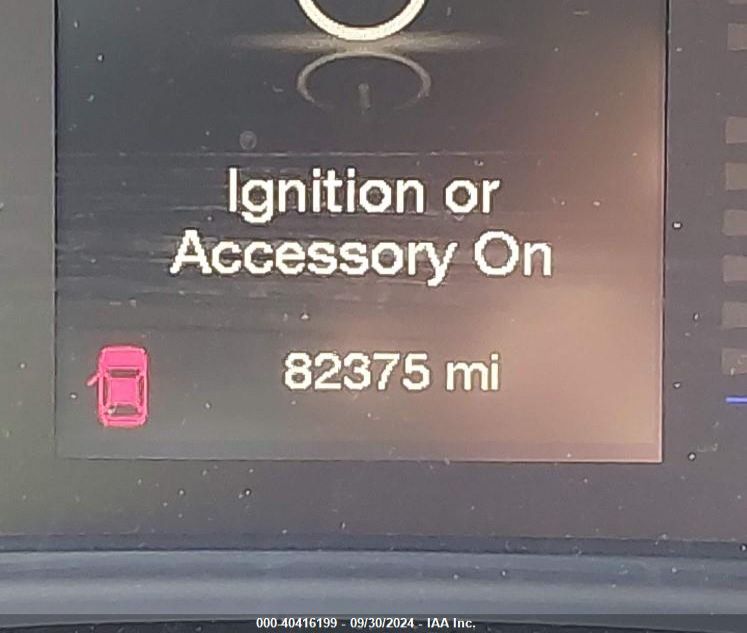 Ignition or
Accessory On
82375 mi
000-40416199 - 09/30/2024 - IAA Inc.